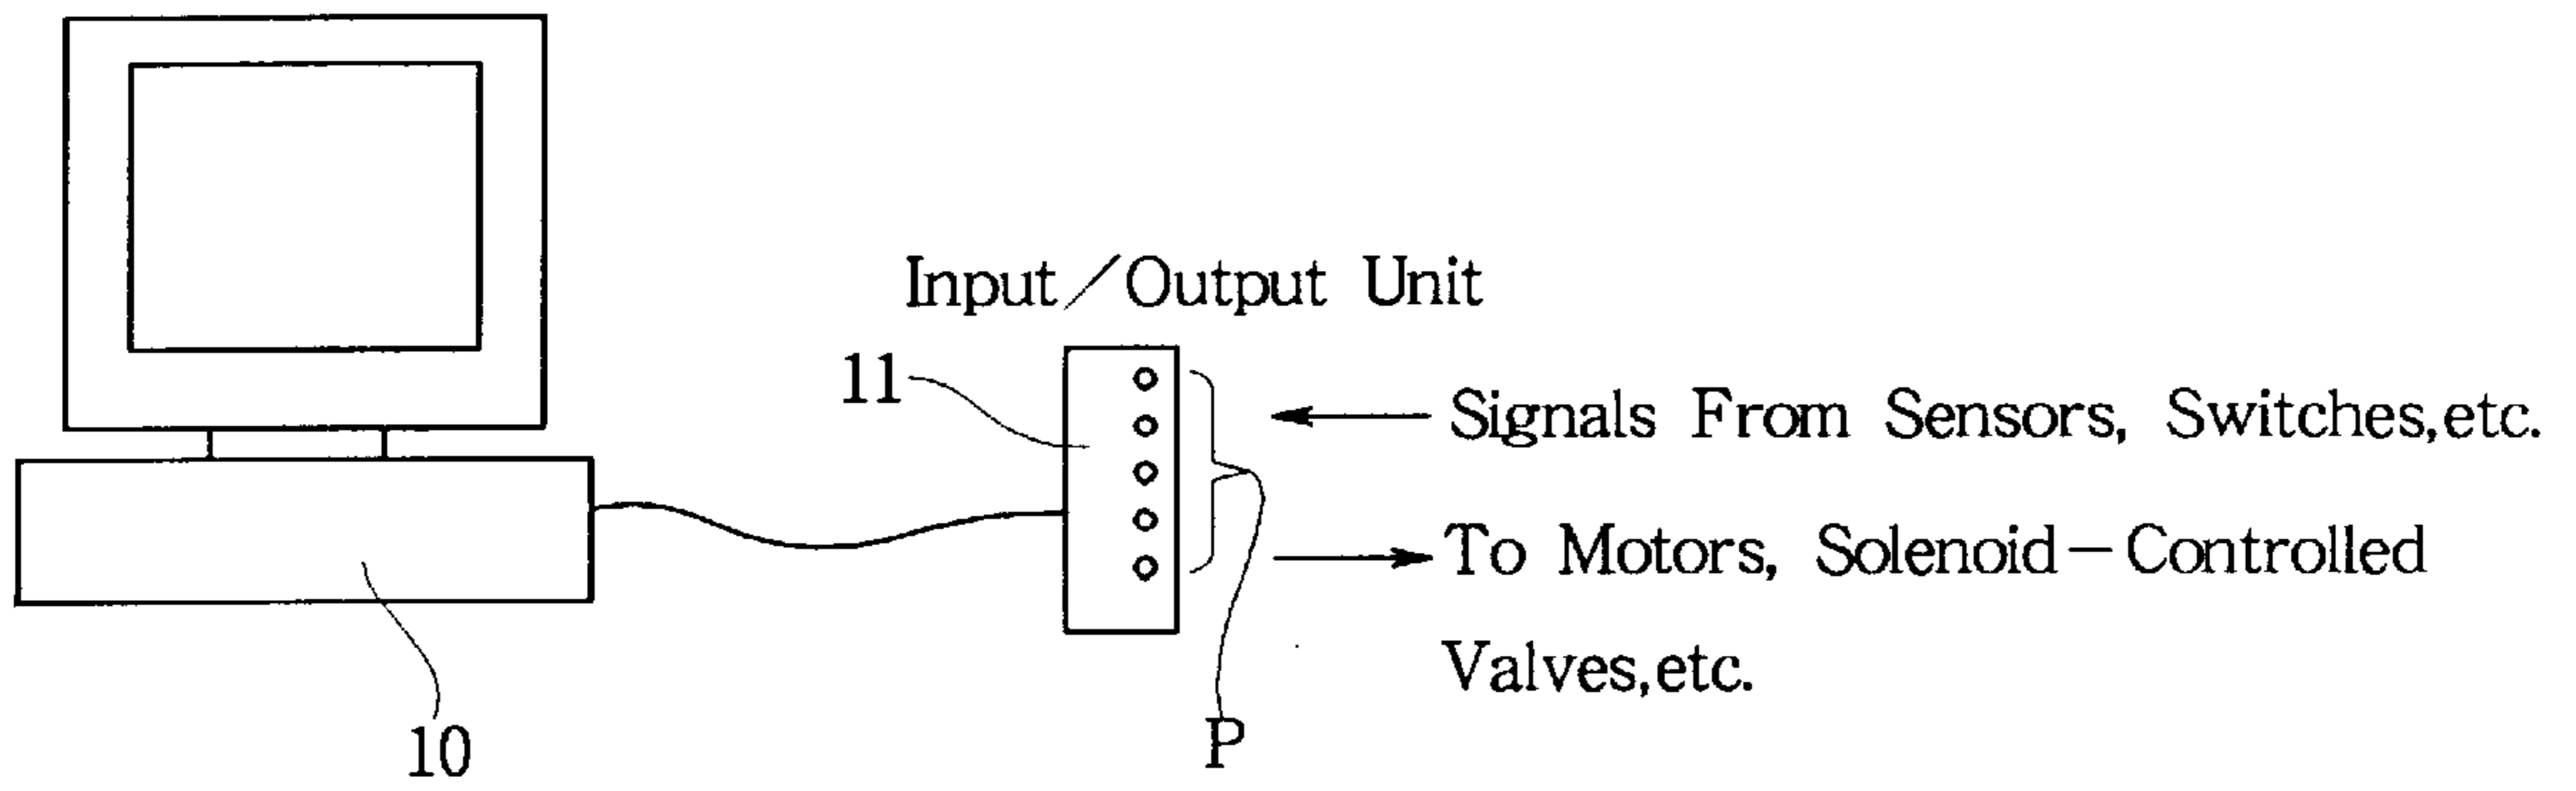 Input/Output Unit
11
Signals From Sensors, Switches,etc.
To Motors, Solenoid-Controlled
Valves,etc.
10
P